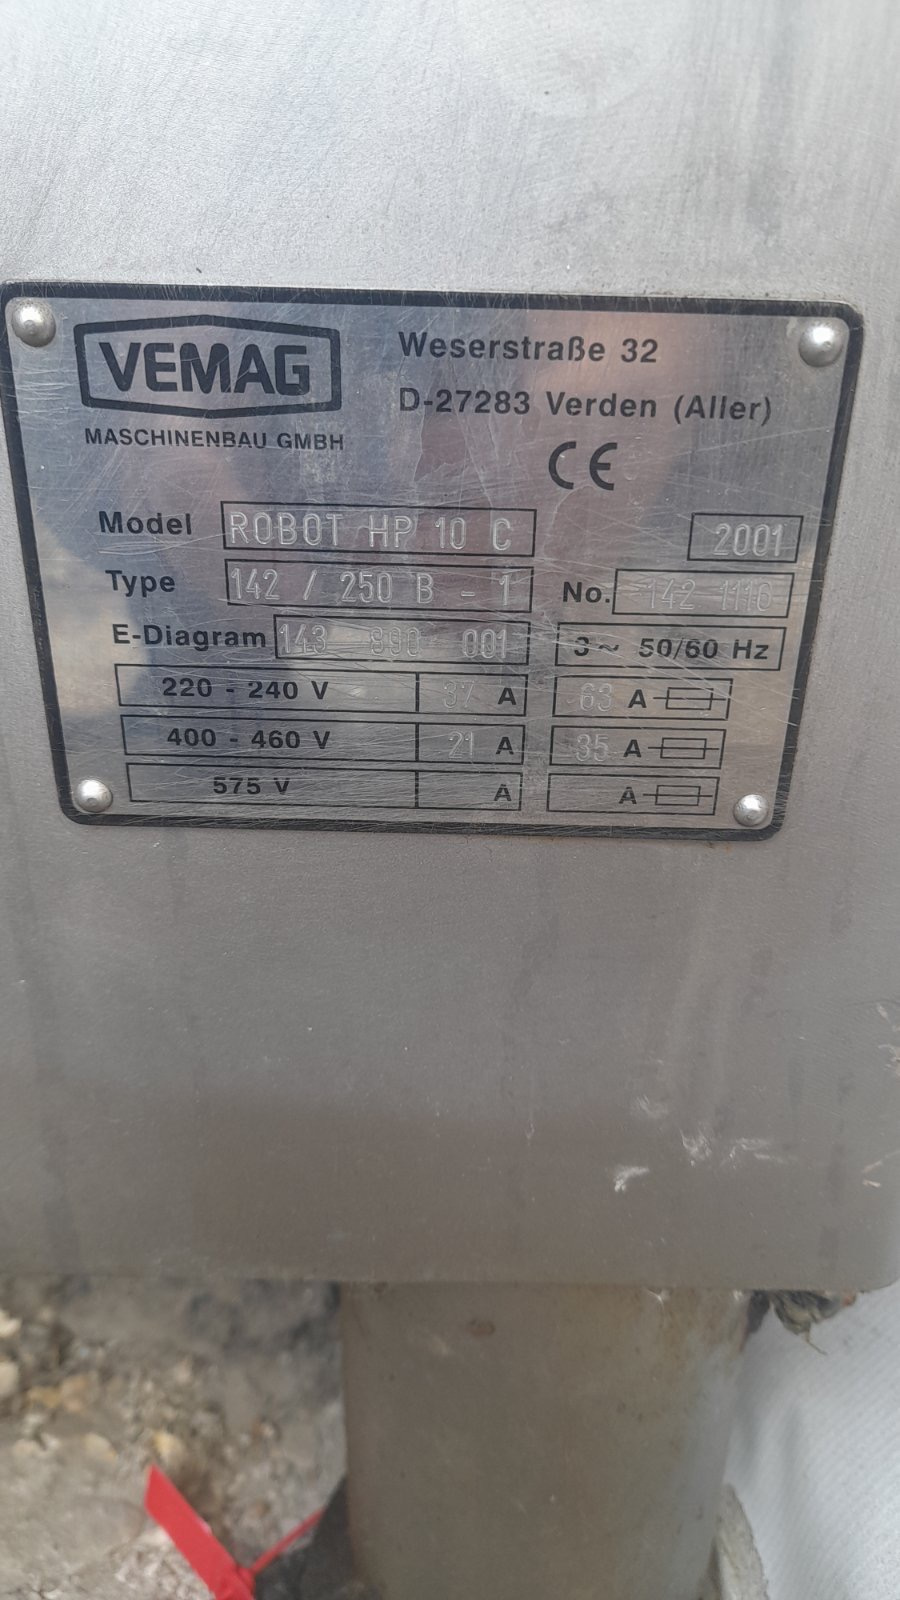 VEMAG
MASCHINENBAU GMBH
Weserstraße 32
D-27283 Verden (Aller)
CE
Model ROBOT HP 10 C 2001
Type 142 / 250 B - 1 No. 142 1110
E-Diagram 143 890 001 3~ 50/60 Hz
220 - 240 V 37 A 63 A
400 - 460 V 21 A 35 A
575 V A A